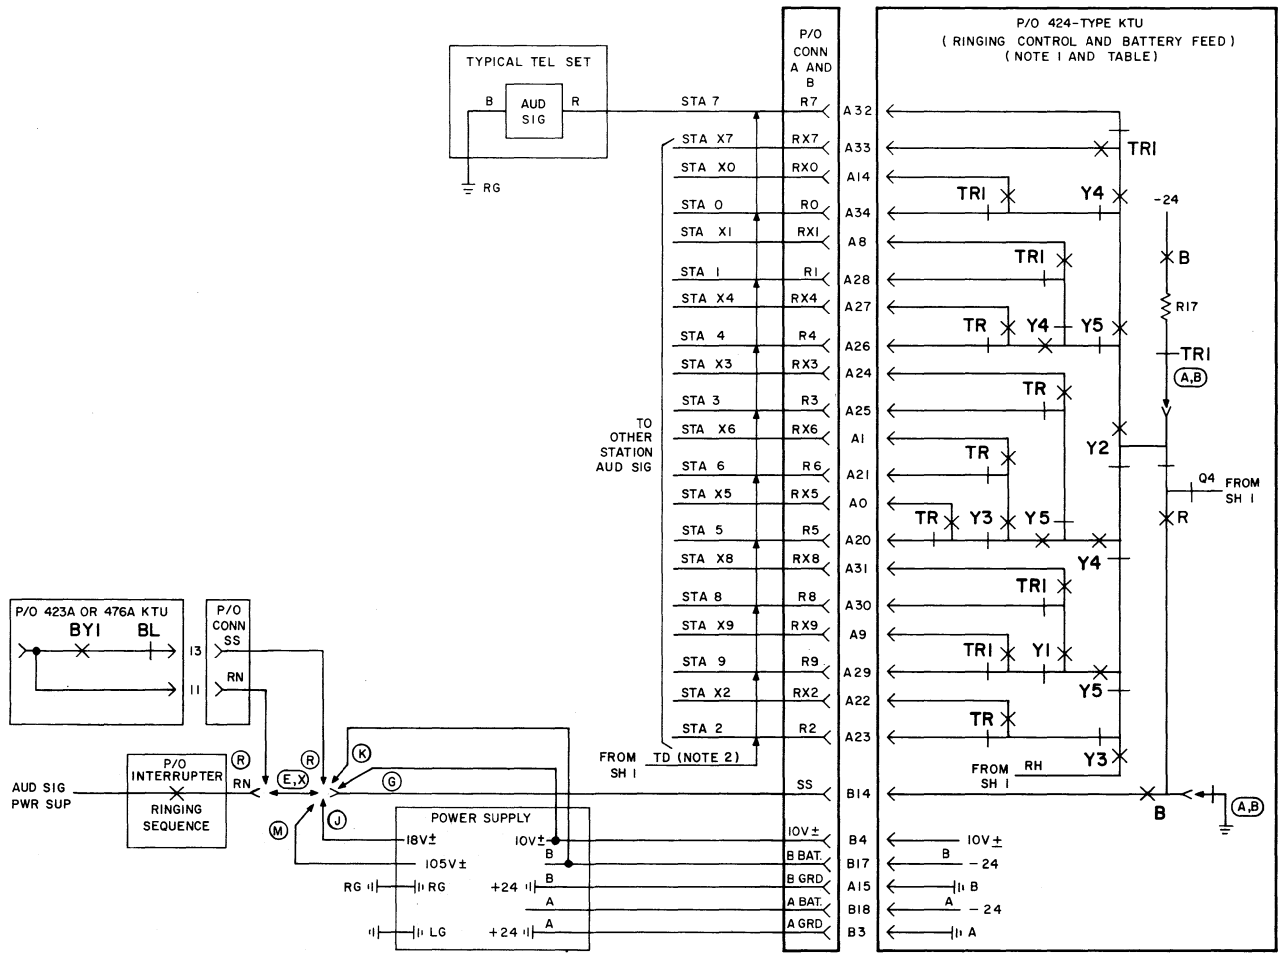 P/O 424-TYPE KTU
( RINGING CONTROL AND BATTERY FEED )
( NOTE 1 AND TABLE )
P/O
CONN
A AND
B
TYPICAL TEL SET
B
AUD
SIG
R
RG
STA 7 R7 A32
STA X7 RX7 A33 TR1
STA X0 RX0 A14
TR1 Y4
STA 0 R0 A34
-24
STA X1 RX1 A8
TR1 B
STA 1 R1 A28
STA X4 RX4 A27 R17
TR Y4 Y5
STA 4 R4 A26
TR1
STA X3 RX3 A24
A,B
TR
STA 3 R3 A25
STA X6 RX6 A1
Y2
TR
STA 6 R6 A21
Q4 FROM
SH 1
STA X5 RX5 A0
TR Y3 Y5 R
STA 5 R5 A20
STA X8 RX8 A31
Y4
TR1
STA 8 R8 A30
STA X9 RX9 A9
TR1 Y1
STA 9 R9 A29
STA X2 RX2 A22
Y5
TR
STA 2 R2 A23
TO
OTHER
STATION
AUD SIG
FROM
SH 1
TD (NOTE 2)
Y3
FROM
SH 1
RH
P/O 423A OR 476A KTU
BY1 BL
13
11
P/O
CONN
SS
RN
P/O
INTERRUPTER
RINGING
SEQUENCE
AUD SIG
PWR SUP
R
RN
E,X
R
K
G
M
J
SS B14
B
A,B
POWER SUPPLY
18V± 10V±
105V± B
RG RG +24 B
A
LG +24 A
10V± B4 10V±
B BAT. B17 B -24
B GRD A15 B
A BAT. B18 A -24
A GRD B3 A